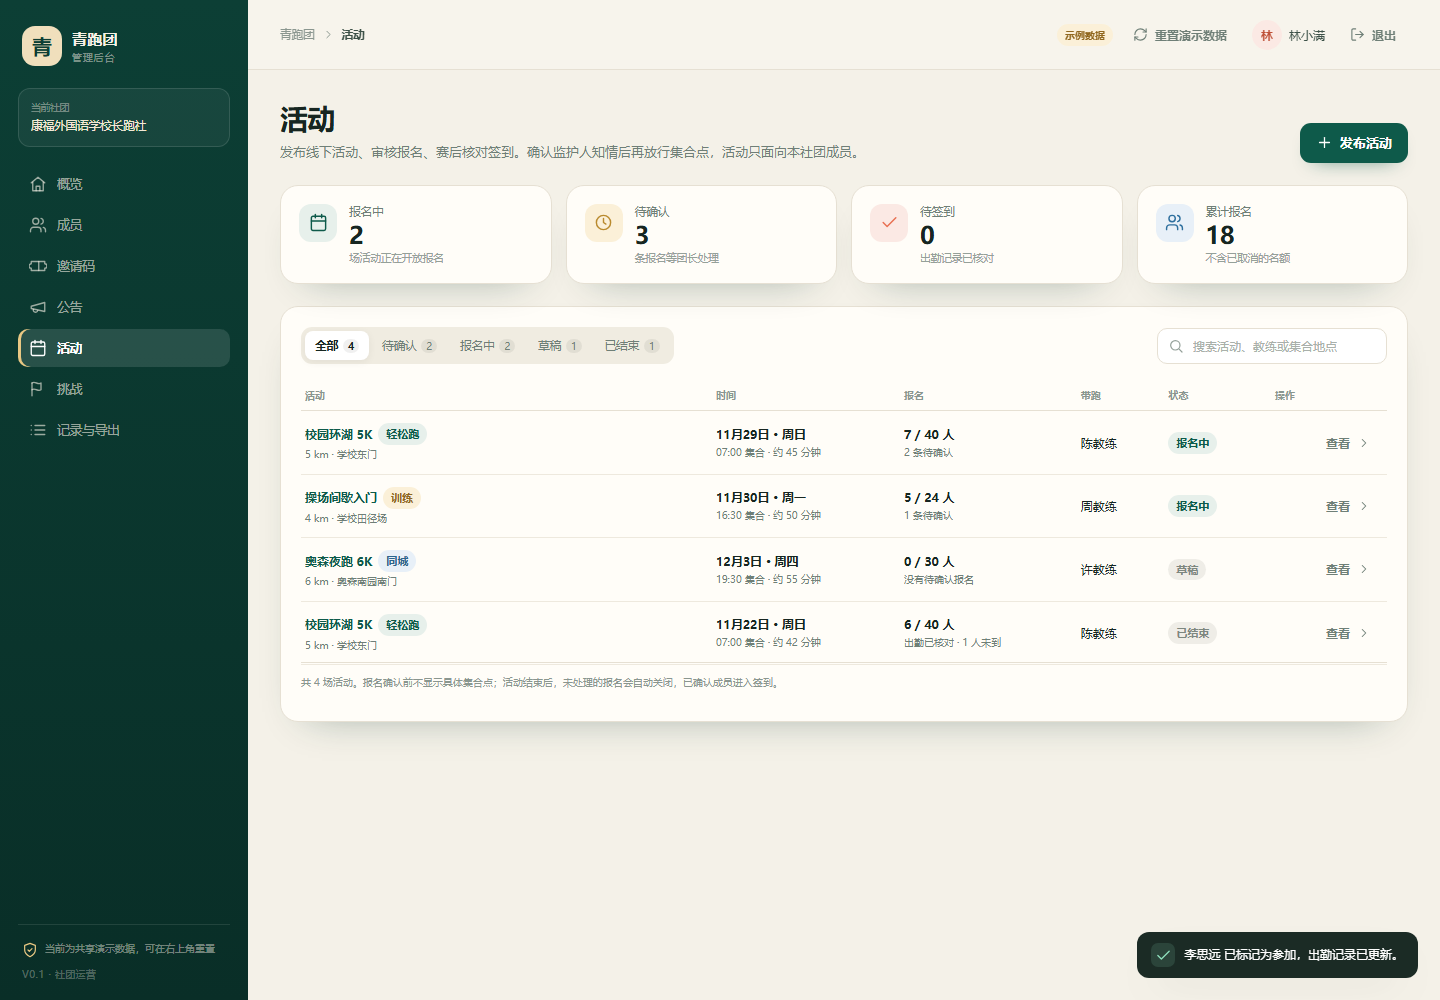 青
青跑团
管理后台
当前社团
康福外国语学校长跑社
概览
成员
邀请码
公告
活动
挑战
记录与导出
当前为共享演示数据，可在右上角重置
V0.1 · 社团运营
青跑团 > 活动
示例数据
重置演示数据
林 林小满
退出
活动
发布线下活动、审核报名、赛后核对签到。确认监护人知情后再放行集合点，活动只面向本社团成员。
+ 发布活动
报名中
2
场活动正在开放报名
待确认
3
条报名等团长处理
待签到
0
出勤记录已核对
累计报名
18
不含已取消的名额
全部 4 待确认 2 报名中 2 草稿 1 已结束 1
搜索活动、教练或集合地点
活动 时间 报名 带跑 状态 操作
校园环湖 5K 轻松跑 11月29日 · 周日 7 / 40 人 陈教练 报名中 查看
5 km · 学校东门 07:00 集合 · 约 45 分钟 2 条待确认
操场间歇入门 训练 11月30日 · 周一 5 / 24 人 周教练 报名中 查看
4 km · 学校田径场 16:30 集合 · 约 50 分钟 1 条待确认
奥森夜跑 6K 同城 12月3日 · 周四 0 / 30 人 许教练 草稿 查看
6 km · 奥森南园南门 19:30 集合 · 约 55 分钟 没有待确认报名
校园环湖 5K 轻松跑 11月22日 · 周日 6 / 40 人 陈教练 已结束 查看
5 km · 学校东门 07:00 集合 · 约 42 分钟 出勤已核对 · 1 人未到
共 4 场活动。报名确认前不显示具体集合点；活动结束后，未处理的报名会自动关闭，已确认成员进入签到。
李思远 已标记为参加，出勤记录已更新。